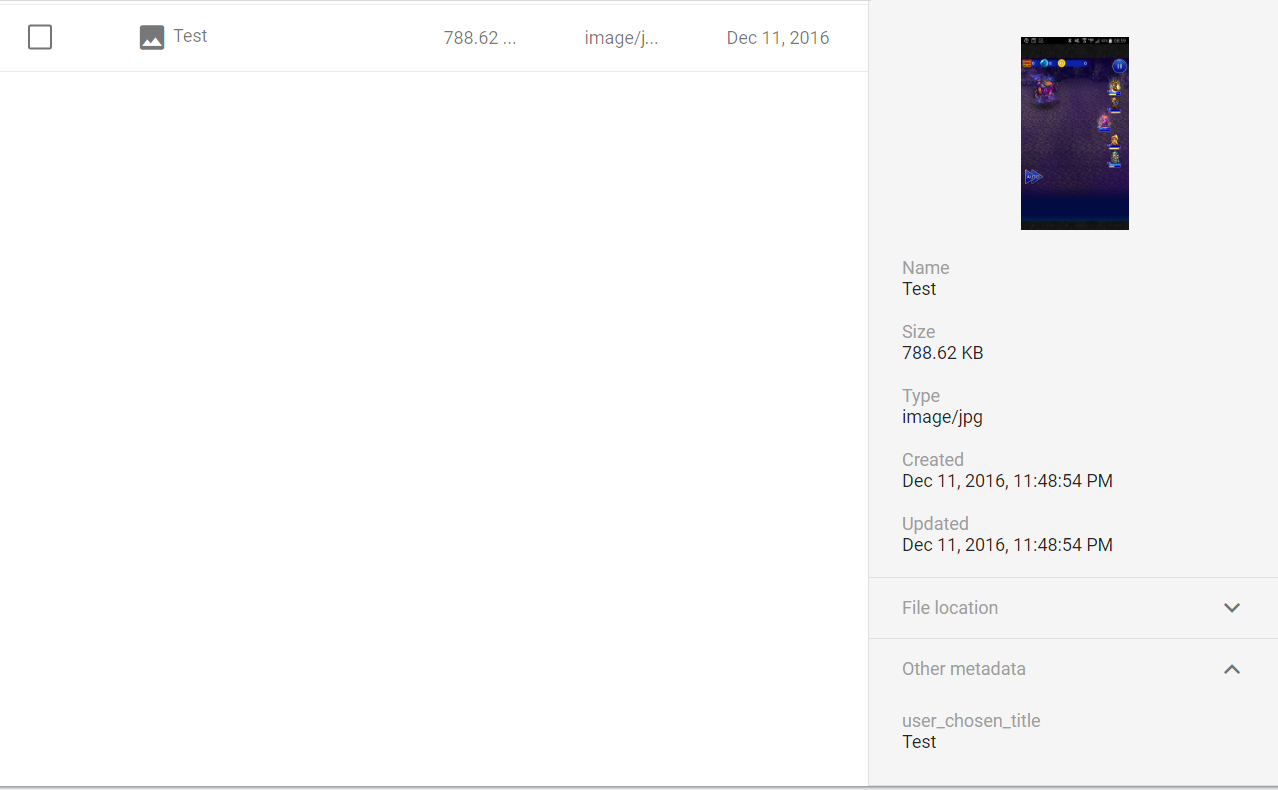 Test 788.62 ... image/j... Dec 11, 2016
AUTO
Name
Test
Size
788.62 KB
Type
image/jpg
Created
Dec 11, 2016, 11:48:54 PM
Updated
Dec 11, 2016, 11:48:54 PM
File location
Other metadata
user_chosen_title
Test